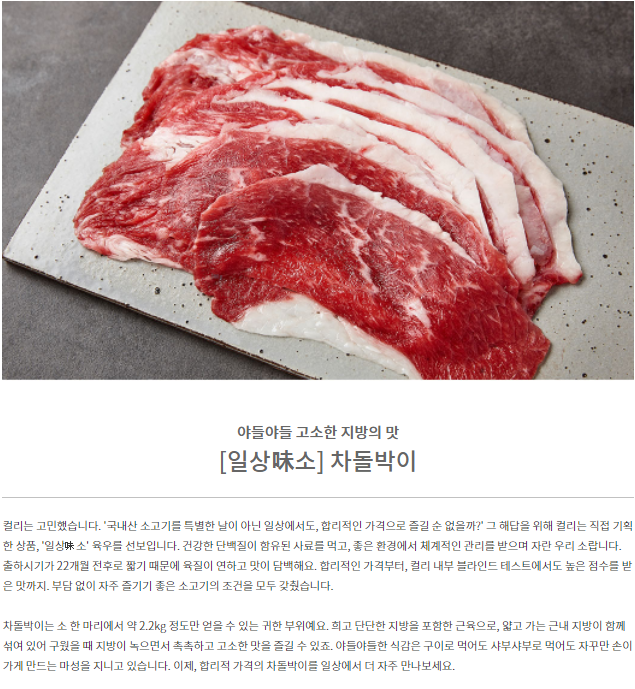 야들야들 고소한 지방의 맛
[일상味소] 차돌박이
컬리는 고민했습니다. '국내산 소고기를 특별한 날이 아닌 일상에서도, 합리적인 가격으로 즐길 순 없을까?' 그 해답을 위해 컬리는 직접 기획
한 상품, '일상味 소' 육우를 선보입니다. 건강한 단백질이 함유된 사료를 먹고, 좋은 환경에서 체계적인 관리를 받으며 자란 우리 소랍니다.
출하시기가 22개월 전후로 짧기 때문에 육질이 연하고 맛이 담백해요. 합리적인 가격부터, 컬리 내부 블라인드 테스트에서도 높은 점수를 받
은 맛까지. 부담 없이 자주 즐기기 좋은 소고기의 조건을 모두 갖췄습니다.
차돌박이는 소 한 마리에서 약 2.2kg 정도만 얻을 수 있는 귀한 부위예요. 희고 단단한 지방을 포함한 근육으로, 얇고 가는 근내 지방이 함께
섞여 있어 구웠을 때 지방이 녹으면서 촉촉하고 고소한 맛을 즐길 수 있죠. 야들야들한 식감은 구이로 먹어도 샤부샤부로 먹어도 자꾸만 손이
가게 만드는 마성을 지니고 있습니다. 이제, 합리적 가격의 차돌박이를 일상에서 더 자주 만나보세요.